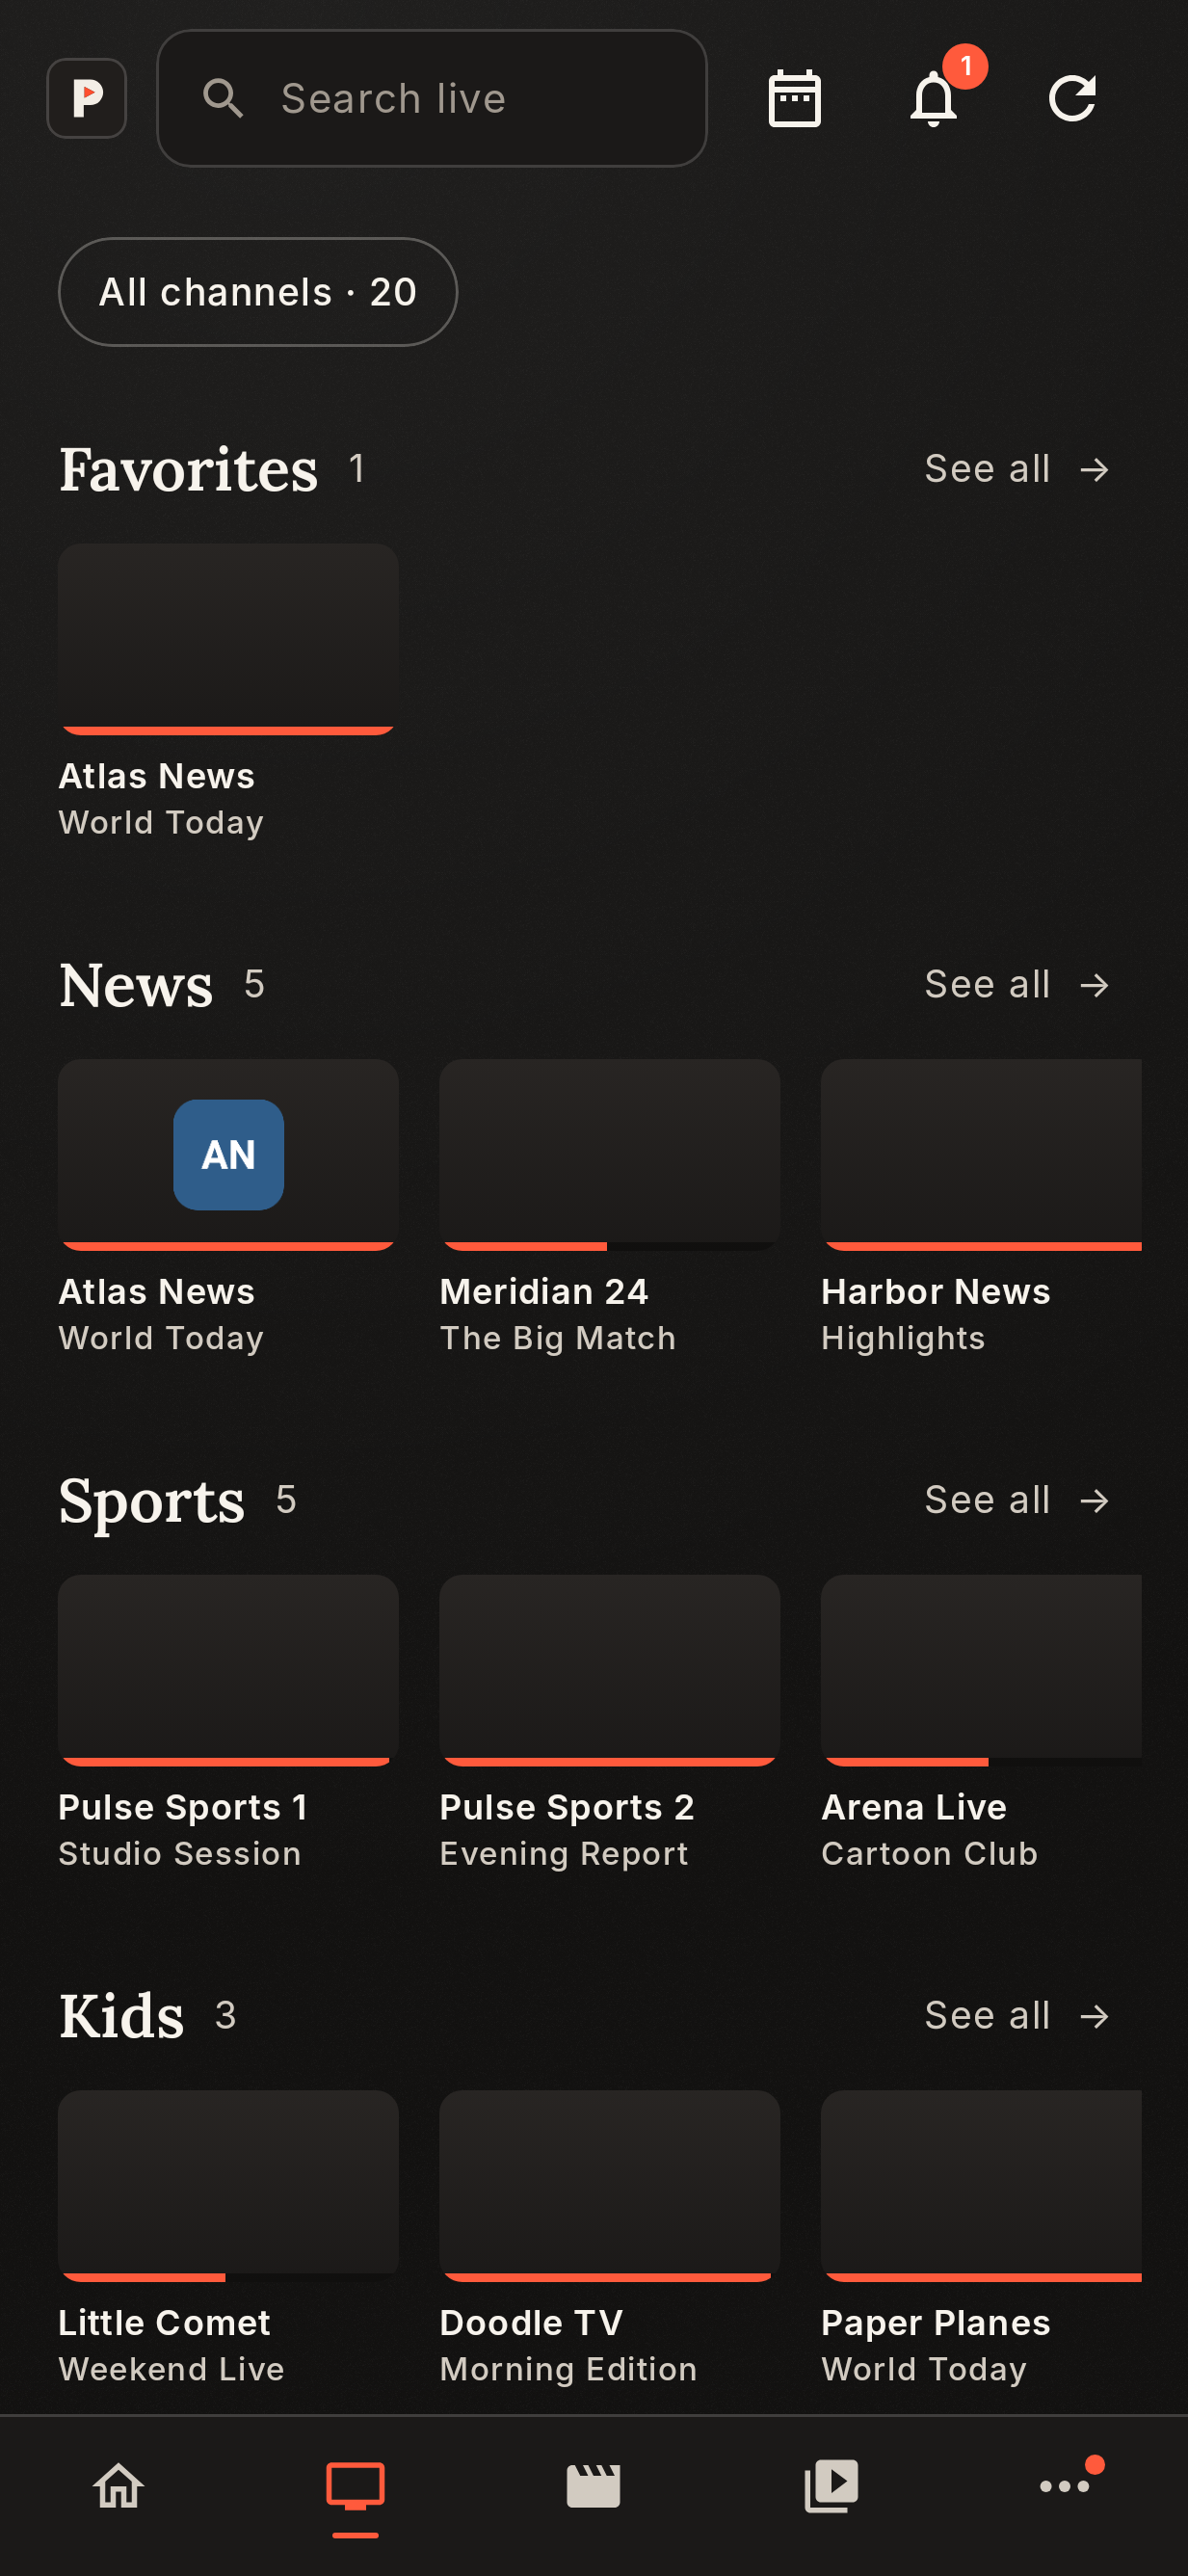 P
Search live
1
All channels · 20
Favorites 1
See all →
Atlas News
World Today
News 5
See all →
AN
Atlas News
World Today
Meridian 24
The Big Match
Harbor News
Highlights
Sports 5
See all →
Pulse Sports 1
Studio Session
Pulse Sports 2
Evening Report
Arena Live
Cartoon Club
Kids 3
See all →
Little Comet
Weekend Live
Doodle TV
Morning Edition
Paper Planes
World Today